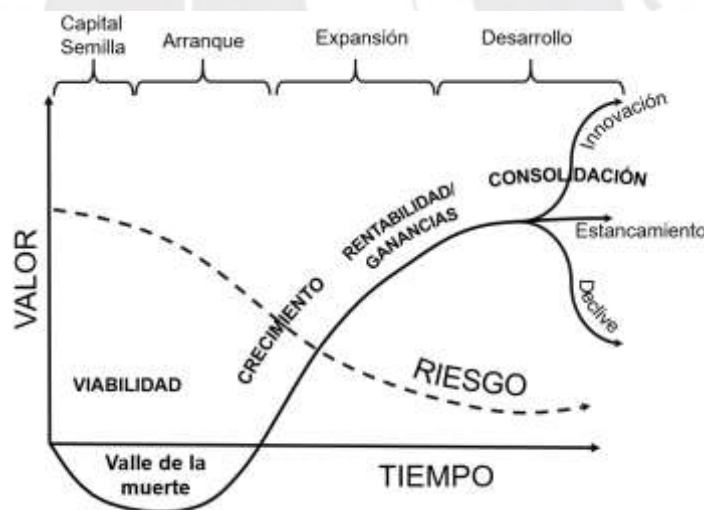 Capital
Semilla
Arranque
Expansión
Desarrollo
Innovación
CONSOLIDACIÓN
RENTABILIDAD/
GANANCIAS
Estancamiento
VALOR
CRECIMIENTO
Declive
VIABILIDAD
RIESGO
Valle de la
muerte
TIEMPO